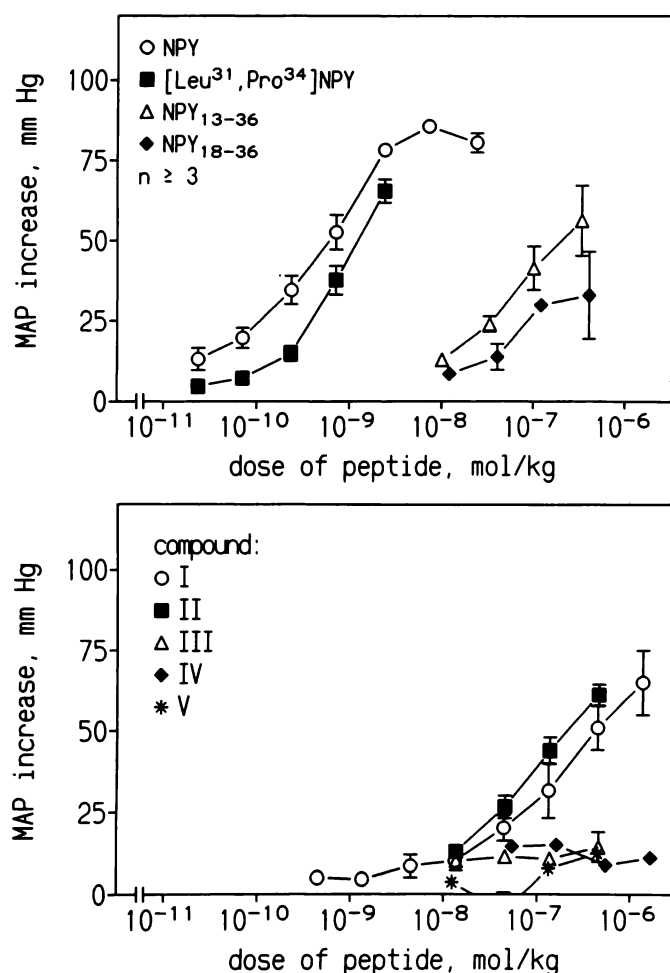 MAP increase, mm Hg
100
75
50
25
0
NPY
[Leu³¹,Pro³⁴]NPY
NPY₁₃₋₃₆
NPY₁₈₋₃₆
n ≥ 3
10⁻¹¹ 10⁻¹⁰ 10⁻⁹ 10⁻⁸ 10⁻⁷ 10⁻⁶
dose of peptide, mol/kg
MAP increase, mm Hg
100
75
50
25
0
compound:
I
II
III
IV
V
10⁻¹¹ 10⁻¹⁰ 10⁻⁹ 10⁻⁸ 10⁻⁷ 10⁻⁶
dose of peptide, mol/kg